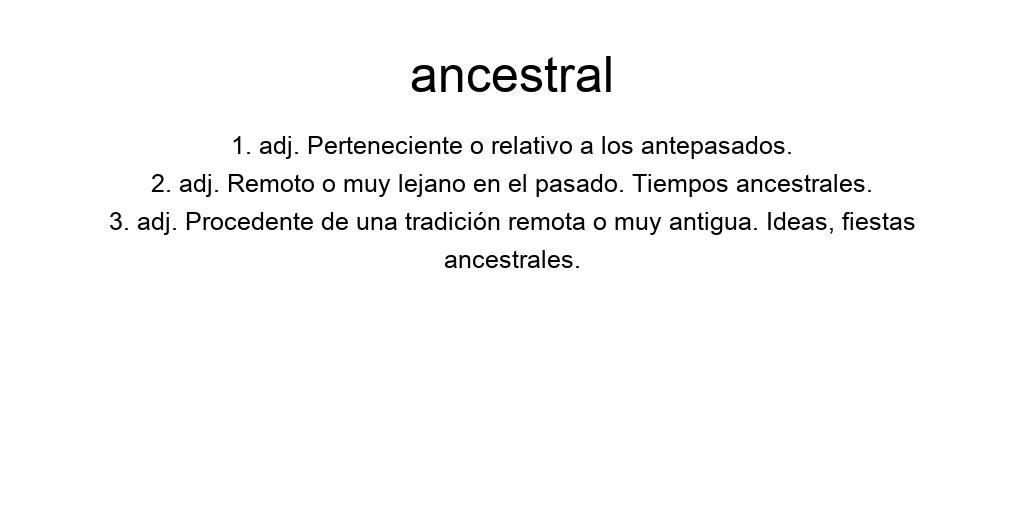 ancestral
1. adj. Perteneciente o relativo a los antepasados.
2. adj. Remoto o muy lejano en el pasado. Tiempos ancestrales.
3. adj. Procedente de una tradición remota o muy antigua. Ideas, fiestas
ancestrales.